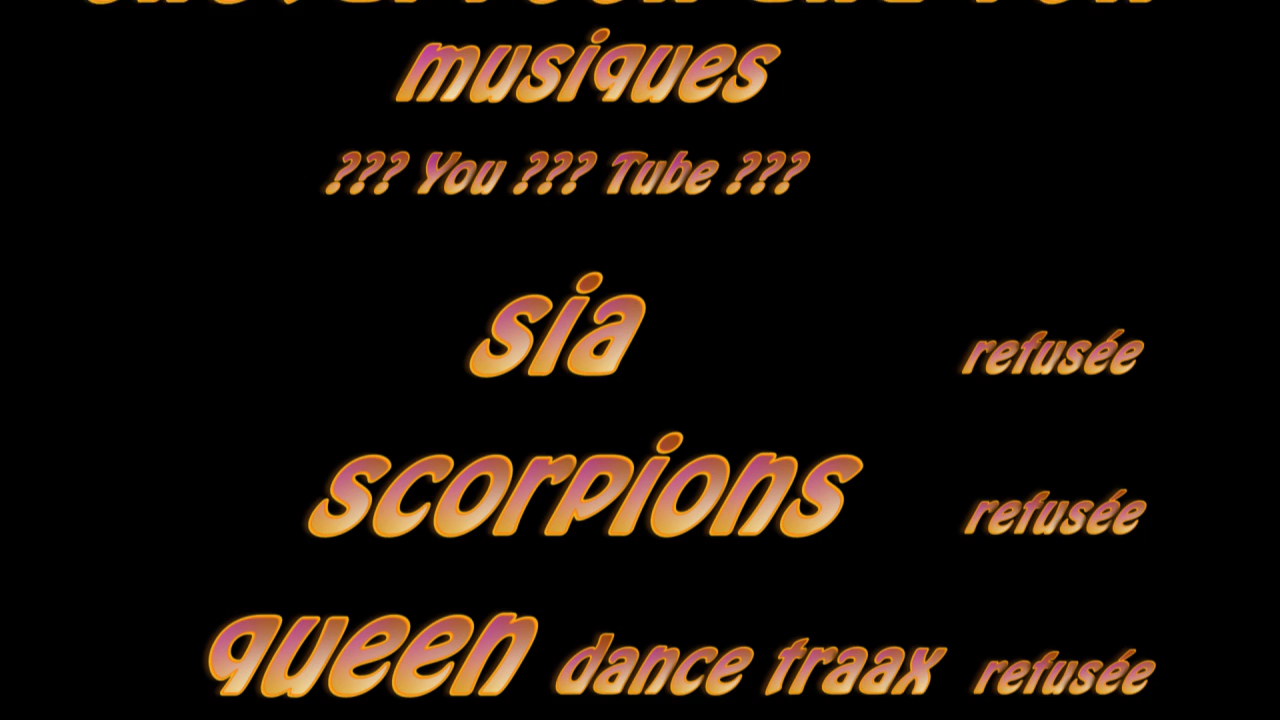 musiques
??? You ??? Tube ???
sia refusée
scorpions refusée
queen dance traax refusée